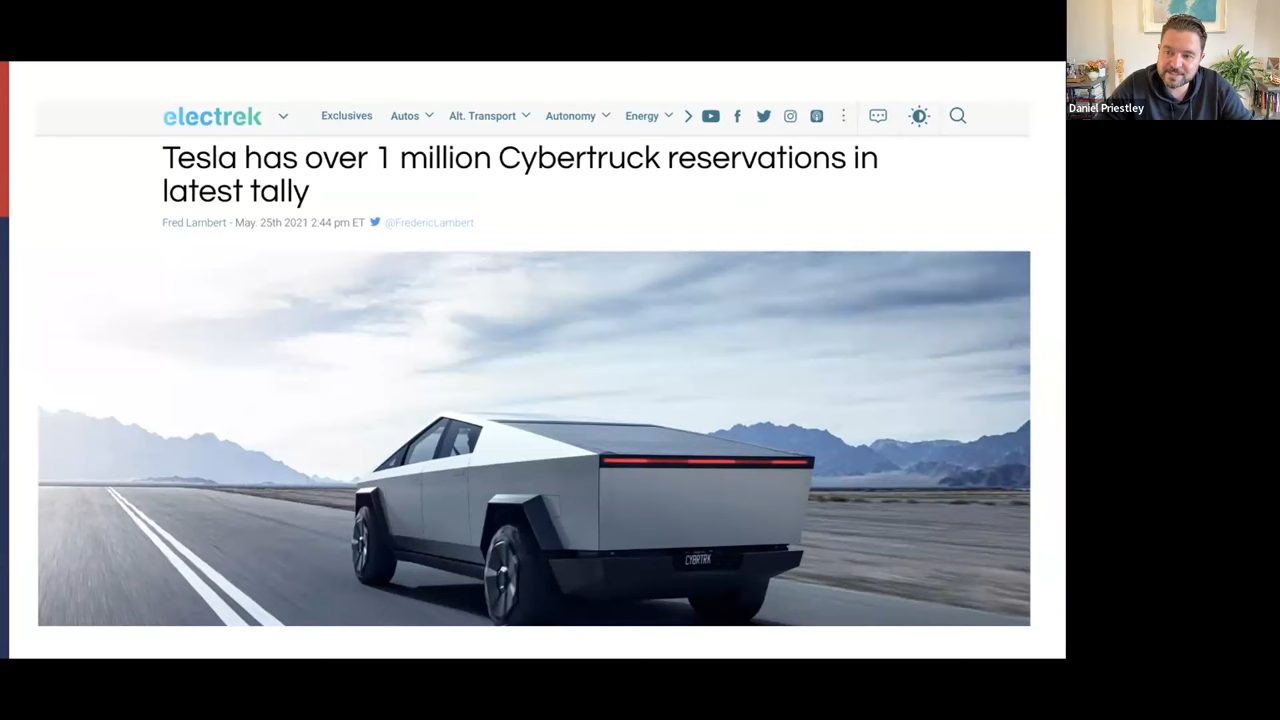 electrek
Exclusives Autos Alt. Transport Autonomy Energy
Tesla has over 1 million Cybertruck reservations in
latest tally
Fred Lambert - May. 25th 2021 2:44 pm ET @FredericLambert
CYBRTRK
Daniel Priestley